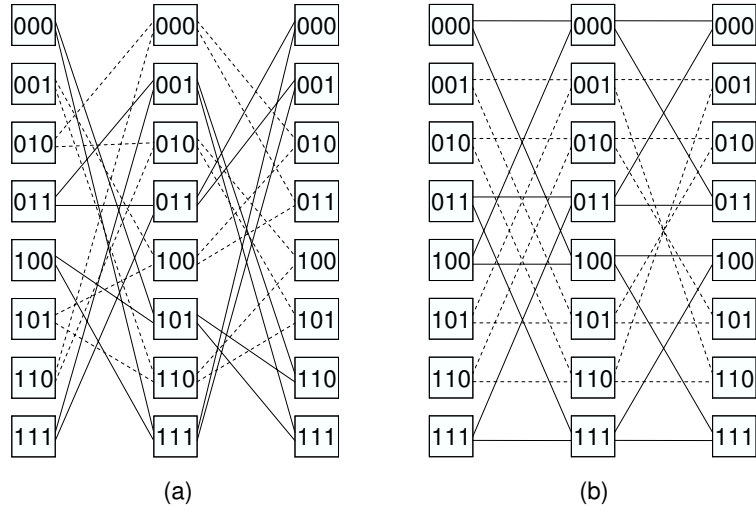 000 000 000 000 000 000
001 001 001 001 001 001
010 010 010 010 010 010
011 011 011 011 011 011
100 100 100 100 100 100
101 101 101 101 101 101
110 110 110 110 110 110
111 111 111 111 111 111
(a) (b)